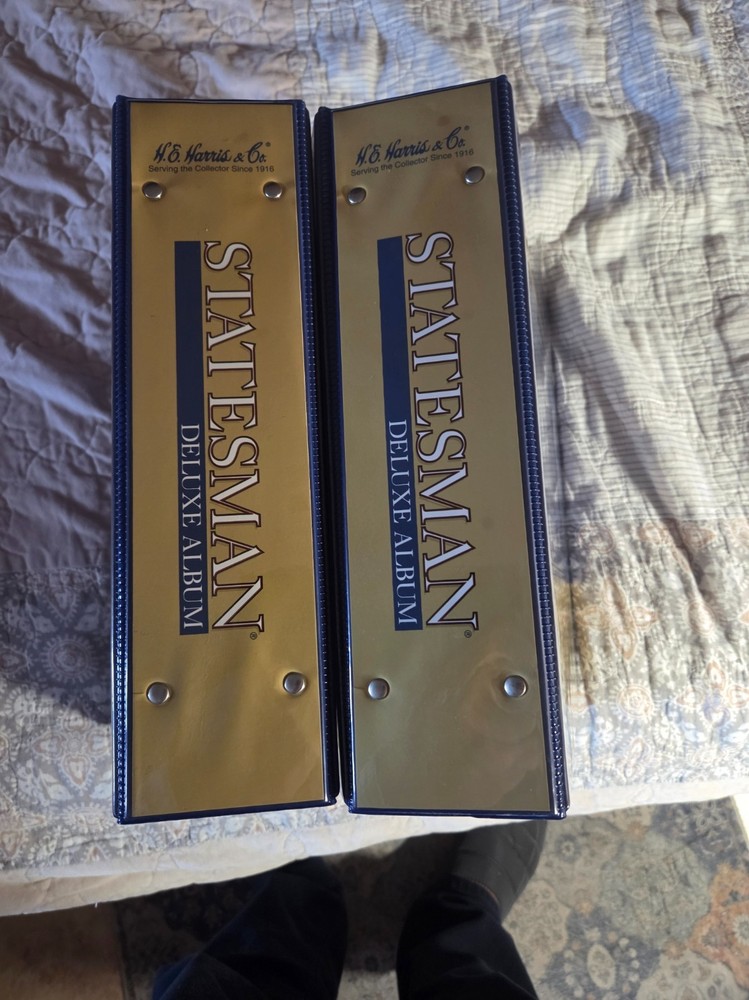 H.E. Harris & Co.®
Serving the Collector Since 1916
STATESMAN®
DELUXE ALBUM
H.E. Harris & Co.®
Serving the Collector Since 1916
STATESMAN®
DELUXE ALBUM